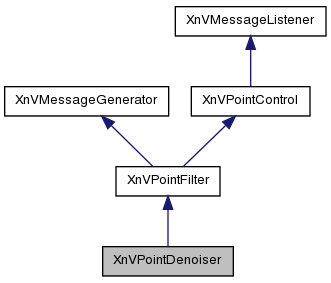 XnVMessageListener
XnVMessageGenerator
XnVPointControl
XnVPointFilter
XnVPointDenoiser